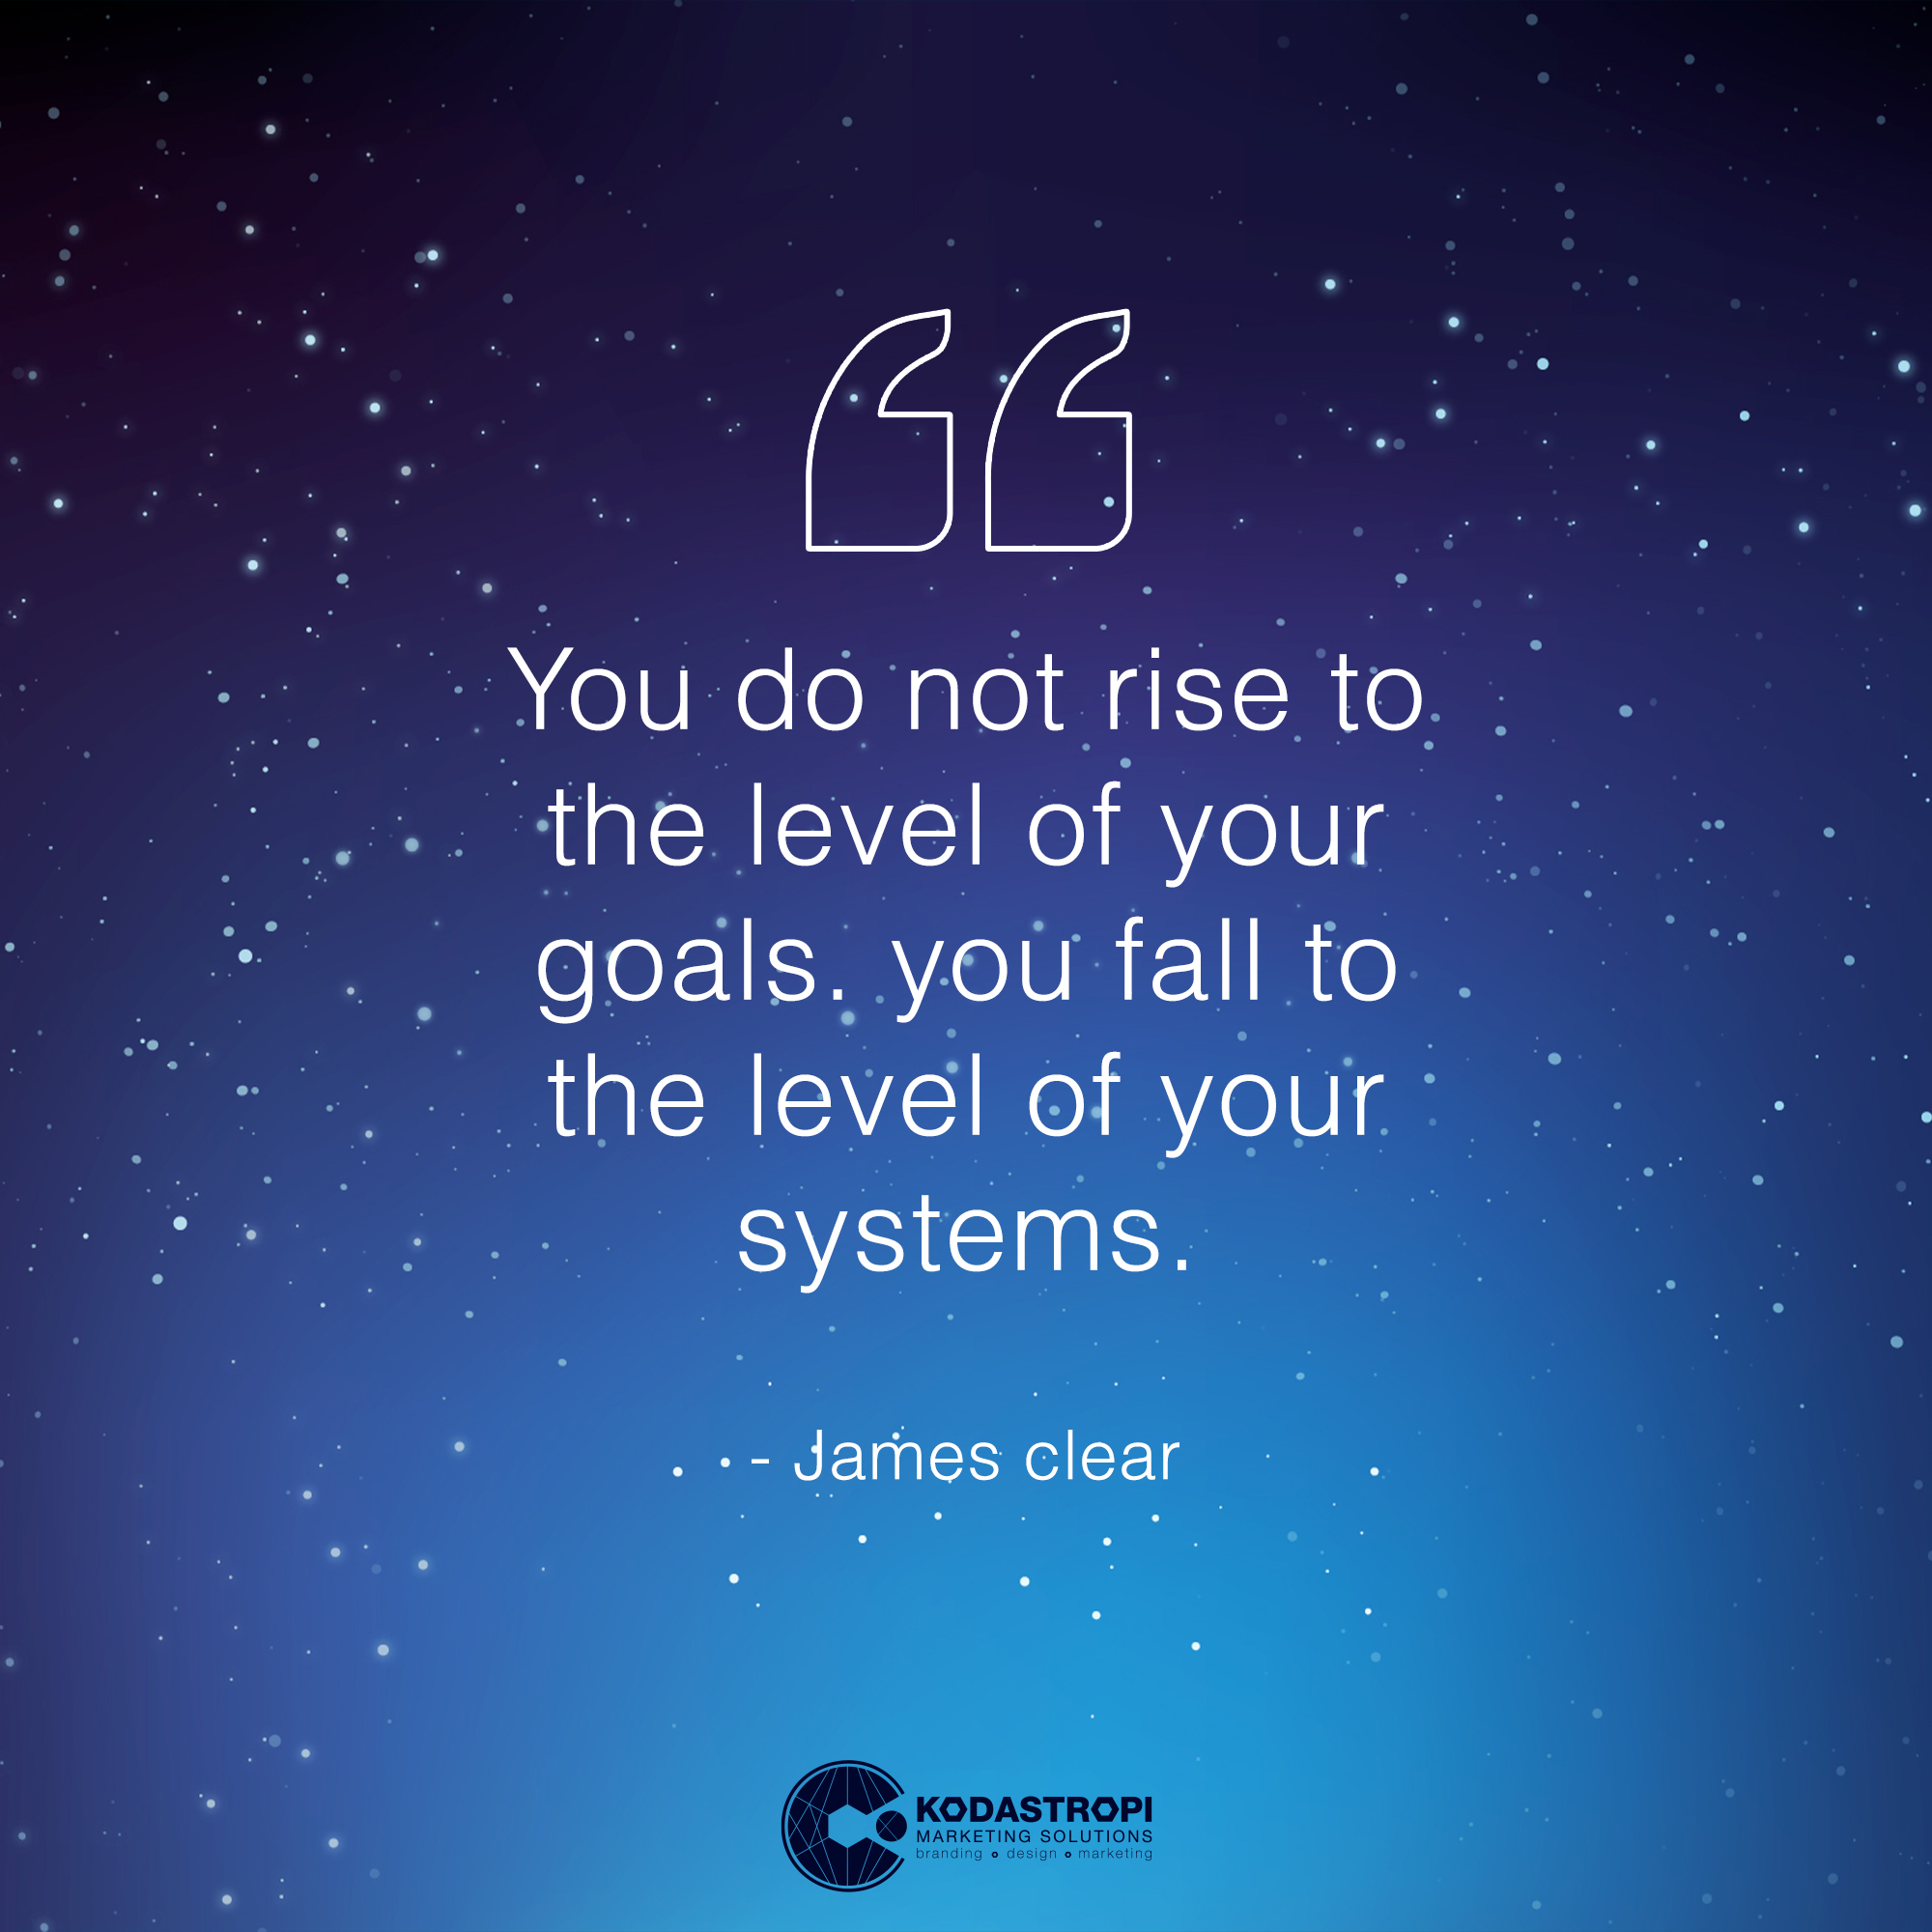 You do not rise to
the level of your
goals. you fall to
the level of your
systems.
- James clear
KODASTROPI
MARKETING SOLUTIONS
branding • design • marketing